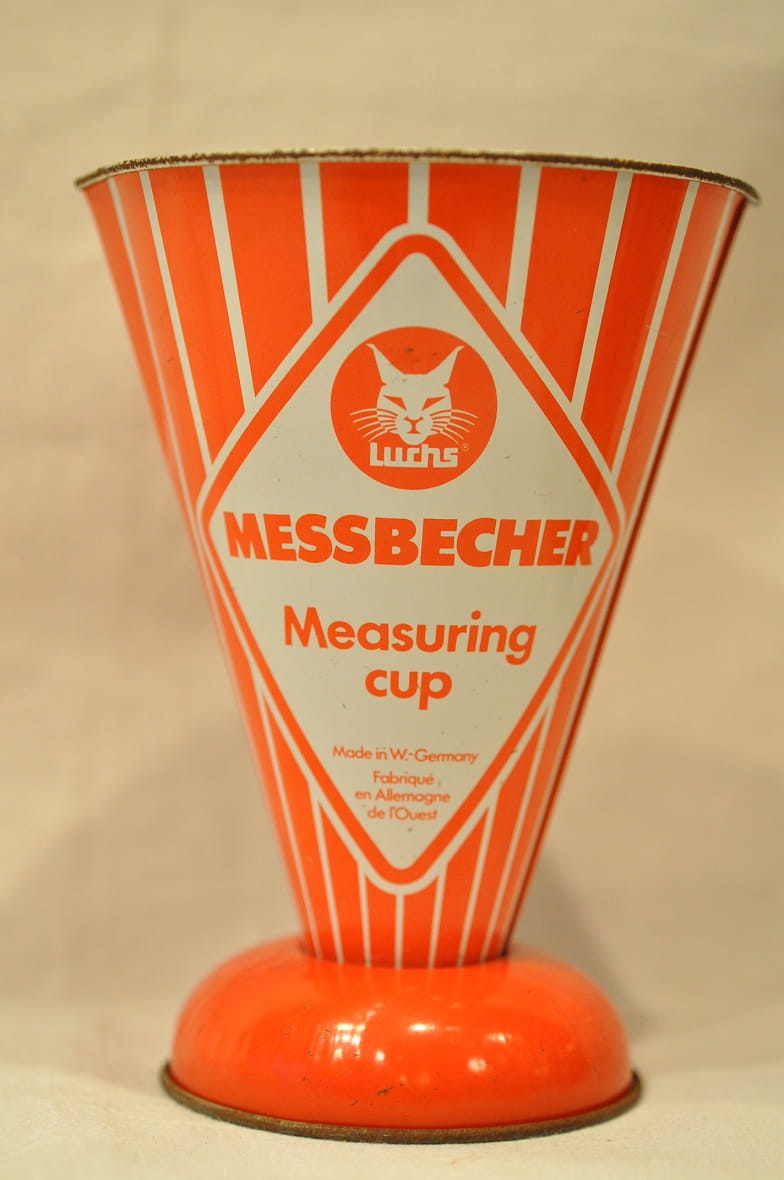 Luchs®
MESSBECHER
Measuring
cup
Made in W.-Germany
Fabriqué
en Allemagne
de l'Ouest